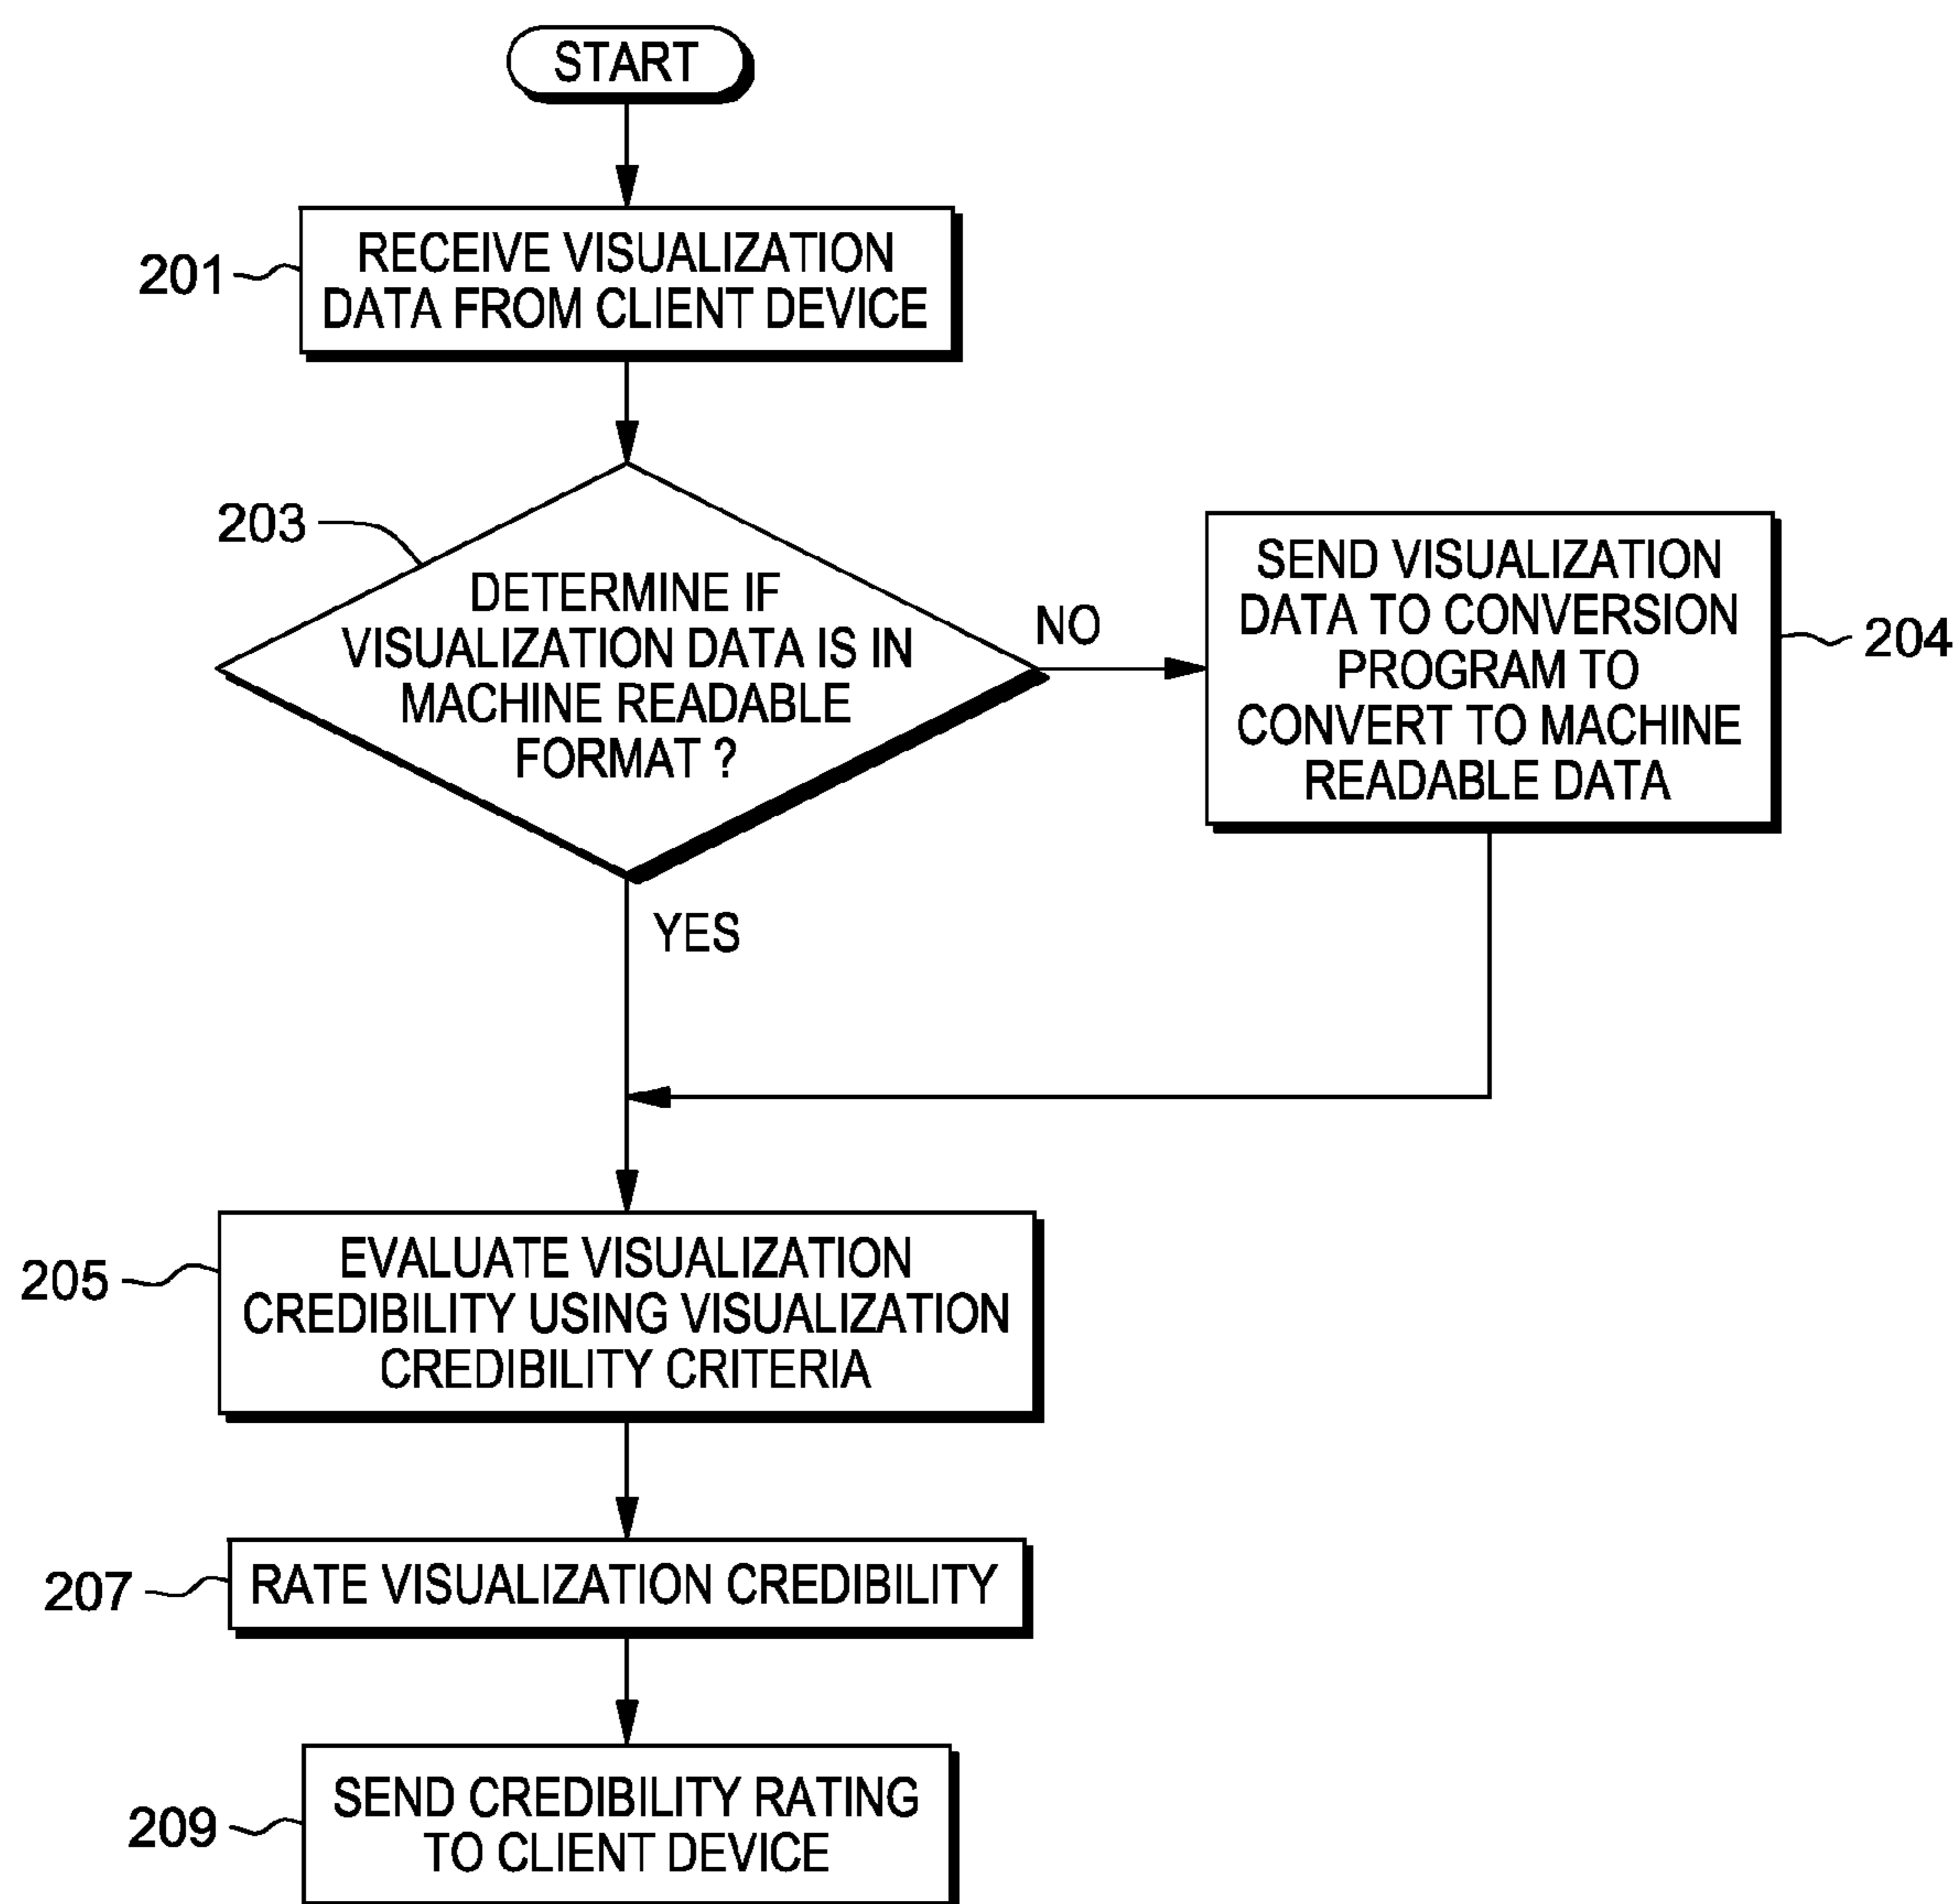 START
201
RECEIVE VISUALIZATION
DATA FROM CLIENT DEVICE
203
DETERMINE IF
VISUALIZATION DATA IS IN
MACHINE READABLE
FORMAT ?
NO
SEND VISUALIZATION
DATA TO CONVERSION
PROGRAM TO
CONVERT TO MACHINE
READABLE DATA
204
YES
205
EVALUATE VISUALIZATION
CREDIBILITY USING VISUALIZATION
CREDIBILITY CRITERIA
207
RATE VISUALIZATION CREDIBILITY
209
SEND CREDIBILITY RATING
TO CLIENT DEVICE